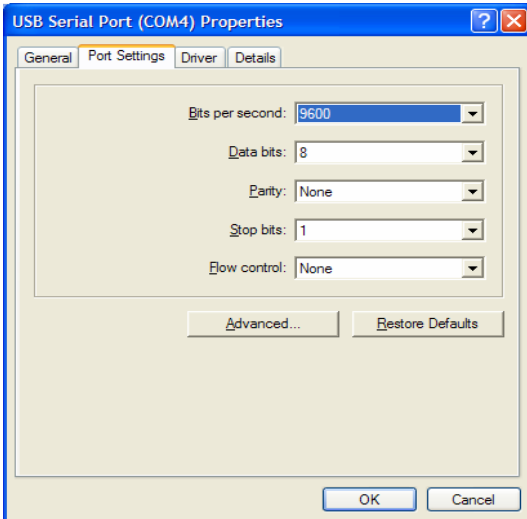 USB Serial Port (COM4) Properties
General Port Settings Driver Details
Bits per second: 9600
Data bits: 8
Parity: None
Stop bits: 1
Flow control: None
Advanced... Restore Defaults
OK Cancel